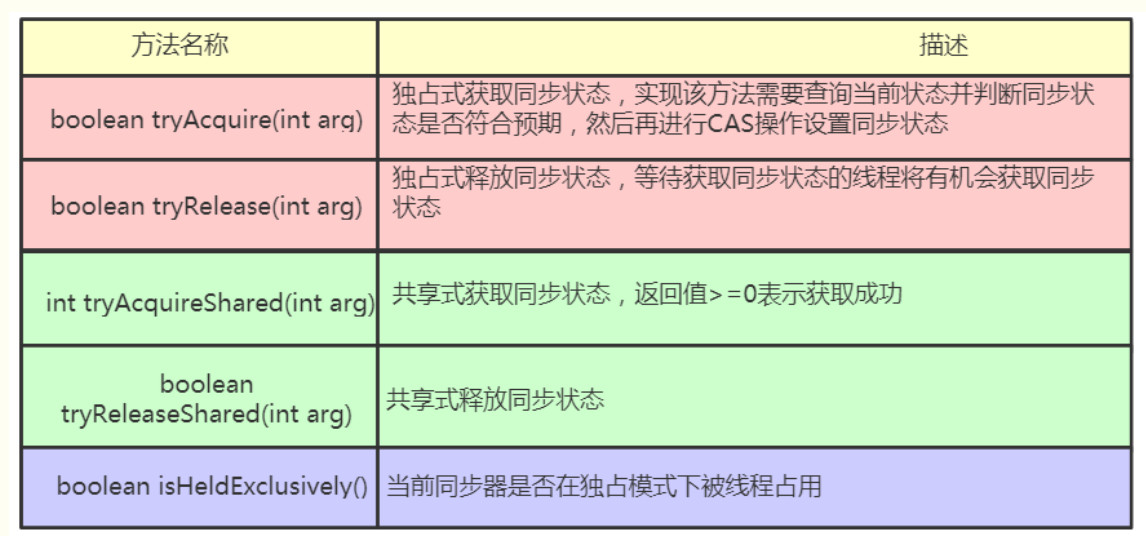 方法名称
描述
boolean tryAcquire(int arg)
独占式获取同步状态，实现该方法需要查询当前状态并判断同步状
态是否符合预期，然后再进行CAS操作设置同步状态
boolean tryRelease(int arg)
独占式释放同步状态，等待获取同步状态的线程将有机会获取同步
状态
int tryAcquireShared(int arg)
共享式获取同步状态，返回值>=0表示获取成功
boolean
tryReleaseShared(int arg)
共享式释放同步状态
boolean isHeldExclusively()
当前同步器是否在独占模式下被线程占用